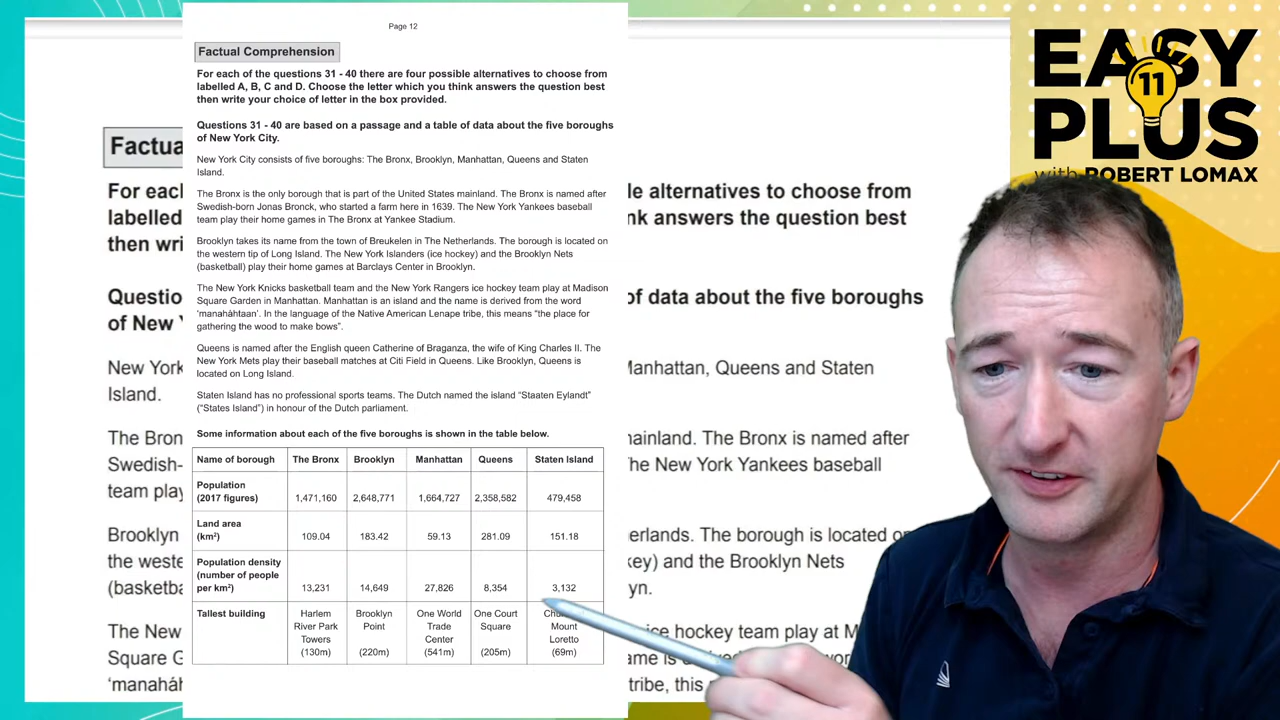 Page 12
Factual Comprehension
For each of the questions 31 - 40 there are four possible alternatives to choose from
labelled A, B, C and D. Choose the letter which you think answers the question best
then write your choice of letter in the box provided.
Questions 31 - 40 are based on a passage and a table of data about the five boroughs
of New York City.
New York City consists of five boroughs: The Bronx, Brooklyn, Manhattan, Queens and Staten
Island.
The Bronx is the only borough that is part of the United States mainland. The Bronx is named after
Swedish-born Jonas Bronck, who started a farm here in 1639. The New York Yankees baseball
team play their home games in The Bronx at Yankee Stadium.
Brooklyn takes its name from the town of Breukelen in The Netherlands. The borough is located on
the western tip of Long Island. The New York Islanders (ice hockey) and the Brooklyn Nets
(basketball) play their home games at Barclays Center in Brooklyn.
The New York Knicks basketball team and the New York Rangers ice hockey team play at Madison
Square Garden in Manhattan. Manhattan is an island and the name is derived from the word
‘manaháhtaan’. In the language of the Native American Lenape tribe, this means “the place for
gathering the wood to make bows”.
Queens is named after the English queen Catherine of Braganza, the wife of King Charles II. The
New York Mets play their baseball matches at Citi Field in Queens. Like Brooklyn, Queens is
located on Long Island.
Staten Island has no professional sports teams. The Dutch named the island “Staaten Eylandt”
(“States Island”) in honour of the Dutch parliament.
Some information about each of the five boroughs is shown in the table below.
Name of borough The Bronx Brooklyn Manhattan Queens Staten Island
Population
(2017 figures) 1,471,160 2,648,771 1,664,727 2,358,582 479,458
Land area
(km²) 109.04 183.42 59.13 281.09 151.18
Population density
(number of people
per km²) 13,231 14,649 27,826 8,354 3,132
Tallest building Harlem Brooklyn One World One Court
River Park Point Trade Square Mount
Towers Center Loretto
(130m) (220m) (541m) (205m) (69m)
EASY
11
PLUS
with ROBERT LOMAX
Factua
For each
labelled
then wri
Questio
of New
New York
Island.
The Bron
Swedish-
team play
Brooklyn
the weste
(basketba
The New
Square G
‘manaháh
le alternatives to choose from
nk answers the question best
of data about the five boroughs
Manhattan, Queens and Staten
mainland. The Bronx is named after
The New York Yankees baseball
erlands. The borough is located on
key) and the Brooklyn Nets
yn.
ice hockey team play at M
tribe, this